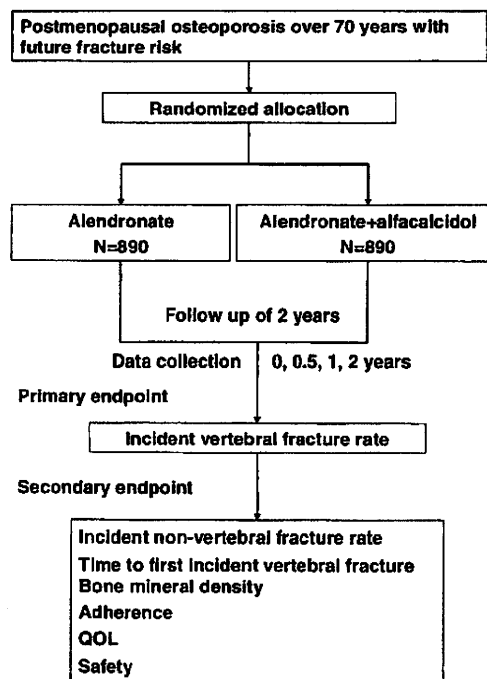 Postmenopausal osteoporosis over 70 years with
future fracture risk
Randomized allocation
Alendronate
N=890
Alendronate+alfacalcidol
N=890
Follow up of 2 years
Data collection 0, 0.5, 1, 2 years
Primary endpoint
Incident vertebral fracture rate
Secondary endpoint
Incident non-vertebral fracture rate
Time to first incident vertebral fracture
Bone mineral density
Adherence
QOL
Safety